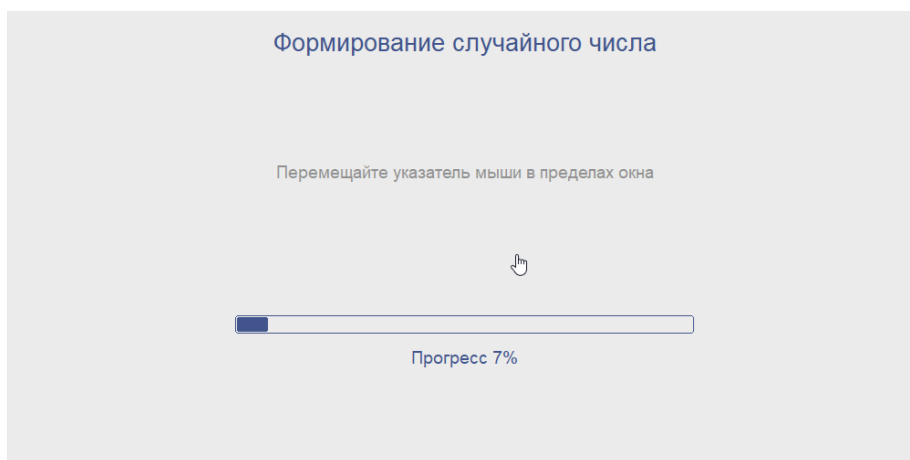 Формирование случайного числа
Перемещайте указатель мыши в пределах окна
Прогресс 7%